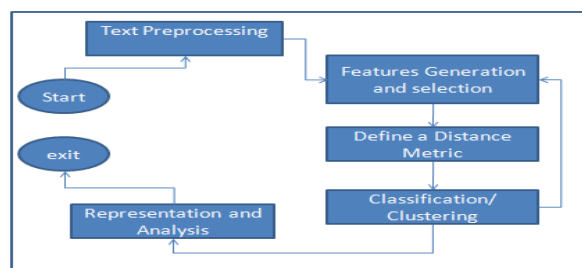 Text Preprocessing
Features Generation
and selection
Start
Define a Distance
Metric
exit
Classification/
Clustering
Representation and
Analysis